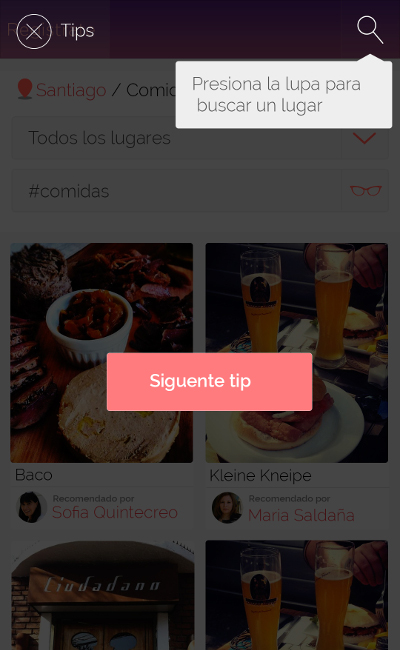 Tips
Presiona la lupa para
buscar un lugar
Santiago / Comid
Todos los lugares
#comidas
Siguente tip
Baco
Kleine Kneipe
Recomendado por
Sofia Quintecreo
Recomendado por
Maria Saldaña
Ciudadano